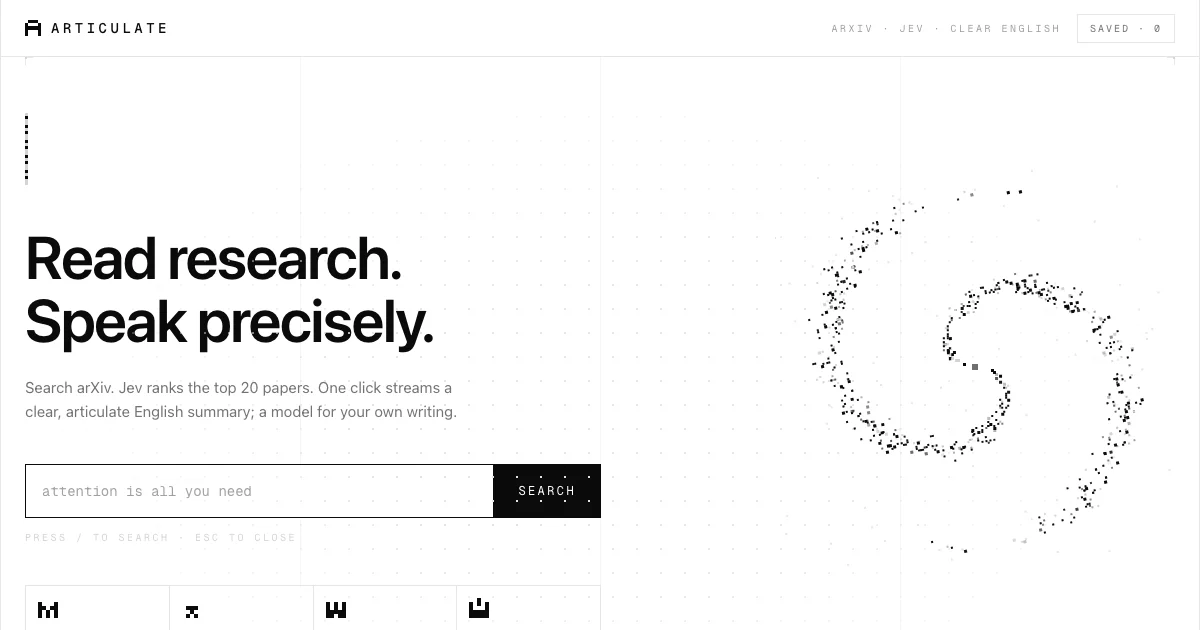 ARTICULATE
ARXIV · JEV · CLEAR ENGLISH
SAVED · 0
Read research.
Speak precisely.
Search arXiv. Jev ranks the top 20 papers. One click streams a
clear, articulate English summary; a model for your own writing.
attention is all you need
SEARCH
PRESS / TO SEARCH · ESC TO CLOSE